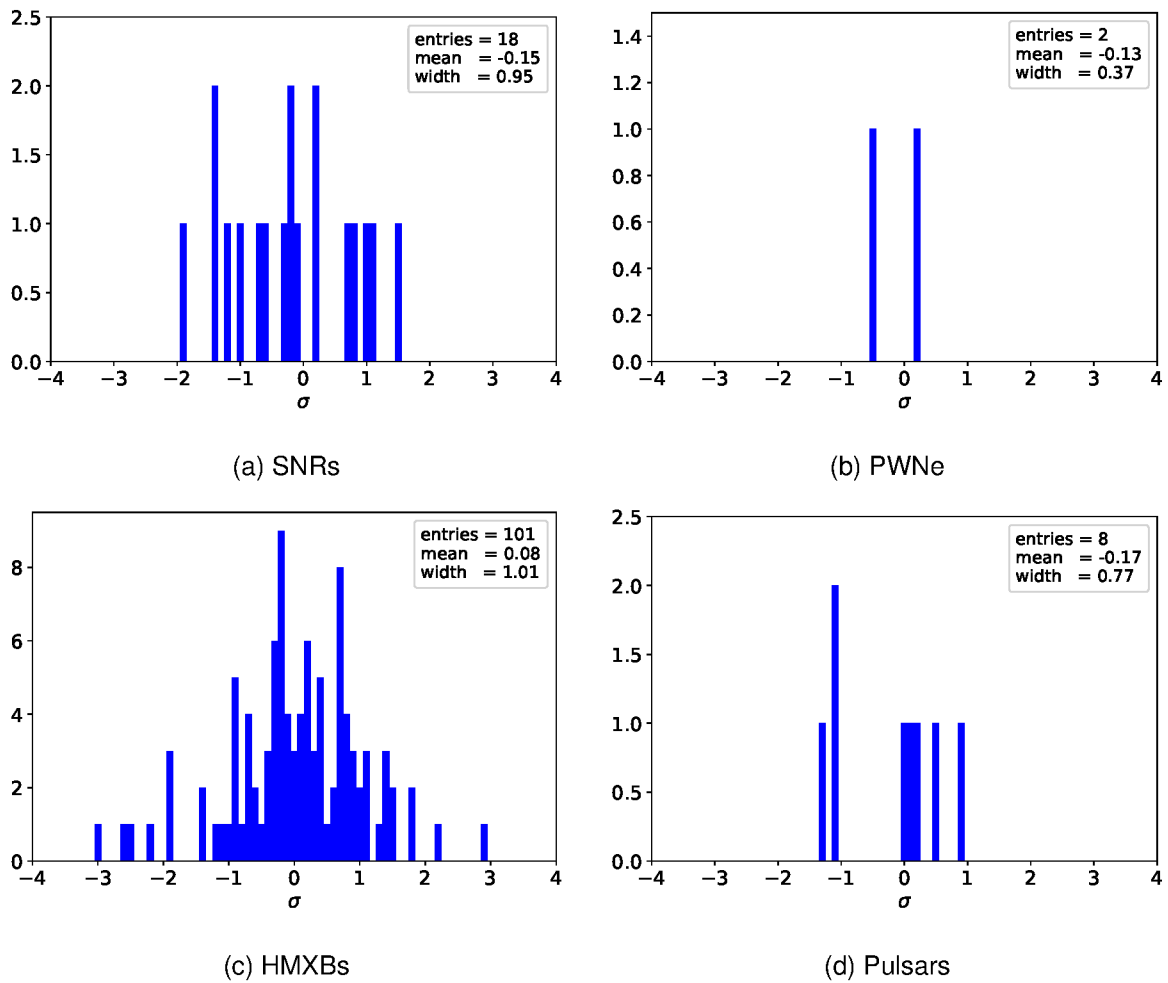 2.5
2.0
1.5
1.0
0.5
0.0
−4 −3 −2 −1 0 1 2 3 4
σ
entries = 18
mean = -0.15
width = 0.95
(a) SNRs
1.4
1.2
1.0
0.8
0.6
0.4
0.2
0.0
−4 −3 −2 −1 0 1 2 3 4
σ
entries = 2
mean = -0.13
width = 0.37
(b) PWNe
8
6
4
2
0
−4 −3 −2 −1 0 1 2 3 4
σ
entries = 101
mean = 0.08
width = 1.01
(c) HMXBs
2.5
2.0
1.5
1.0
0.5
0.0
−4 −3 −2 −1 0 1 2 3 4
σ
entries = 8
mean = -0.17
width = 0.77
(d) Pulsars